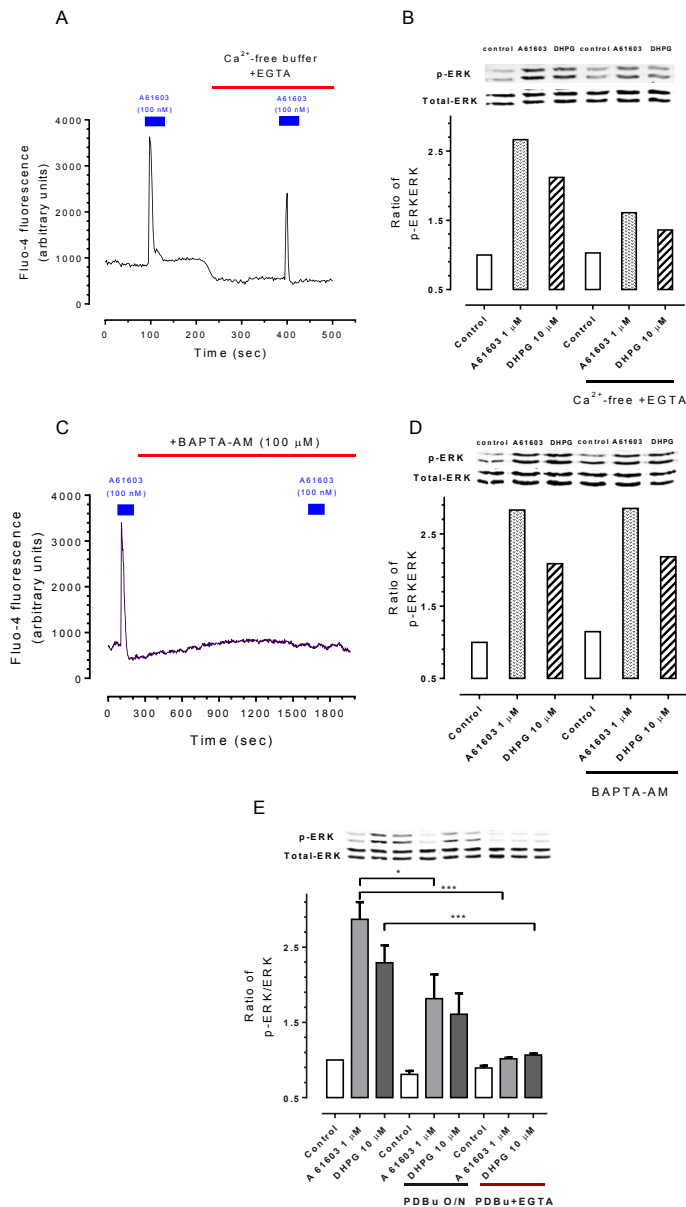 A
Ca²⁺-free buffer
+EGTA
A61603
(100 nM)
A61603
(100 nM)
4000
3000
2000
1000
0
Fluo-4 fluorescence
(arbitrary units)
0 100 200 300 400 500
Time (sec)
B
control A61603 DHPG control A61603 DHPG
p-ERK
Total-ERK
2.5
1.5
0.5
Ratio of
p-ERKERK
Control
A61603 1 µM
DHPG 10 µM
Control
A61603 1 µM
DHPG 10 µM
Ca²⁺-free +EGTA
C
+BAPTA-AM (100 µM)
A61603
(100 nM)
A61603
(100 nM)
4000
3000
2000
1000
0
Fluo-4 fluorescence
(arbitrary units)
0 300 600 900 1200 1500 1800
Time (sec)
D
control A61603 DHPG control A61603 DHPG
p-ERK
Total-ERK
2.5
1.5
0.5
Ratio of
p-ERKERK
Control
A61603 1 µM
DHPG 10 µM
Control
A61603 1 µM
DHPG 10 µM
BAPTA-AM
E
p-ERK
Total-ERK
*
***
***
2.5
1.5
0.5
Ratio of
p-ERK/ERK
Control
A 61603 1 µM
DHPG 10 µM
Control
A 61603 1 µM
DHPG 10 µM
Control
A 61603 1 µM
DHPG 10 µM
PDBu O/N PDBu+EGTA